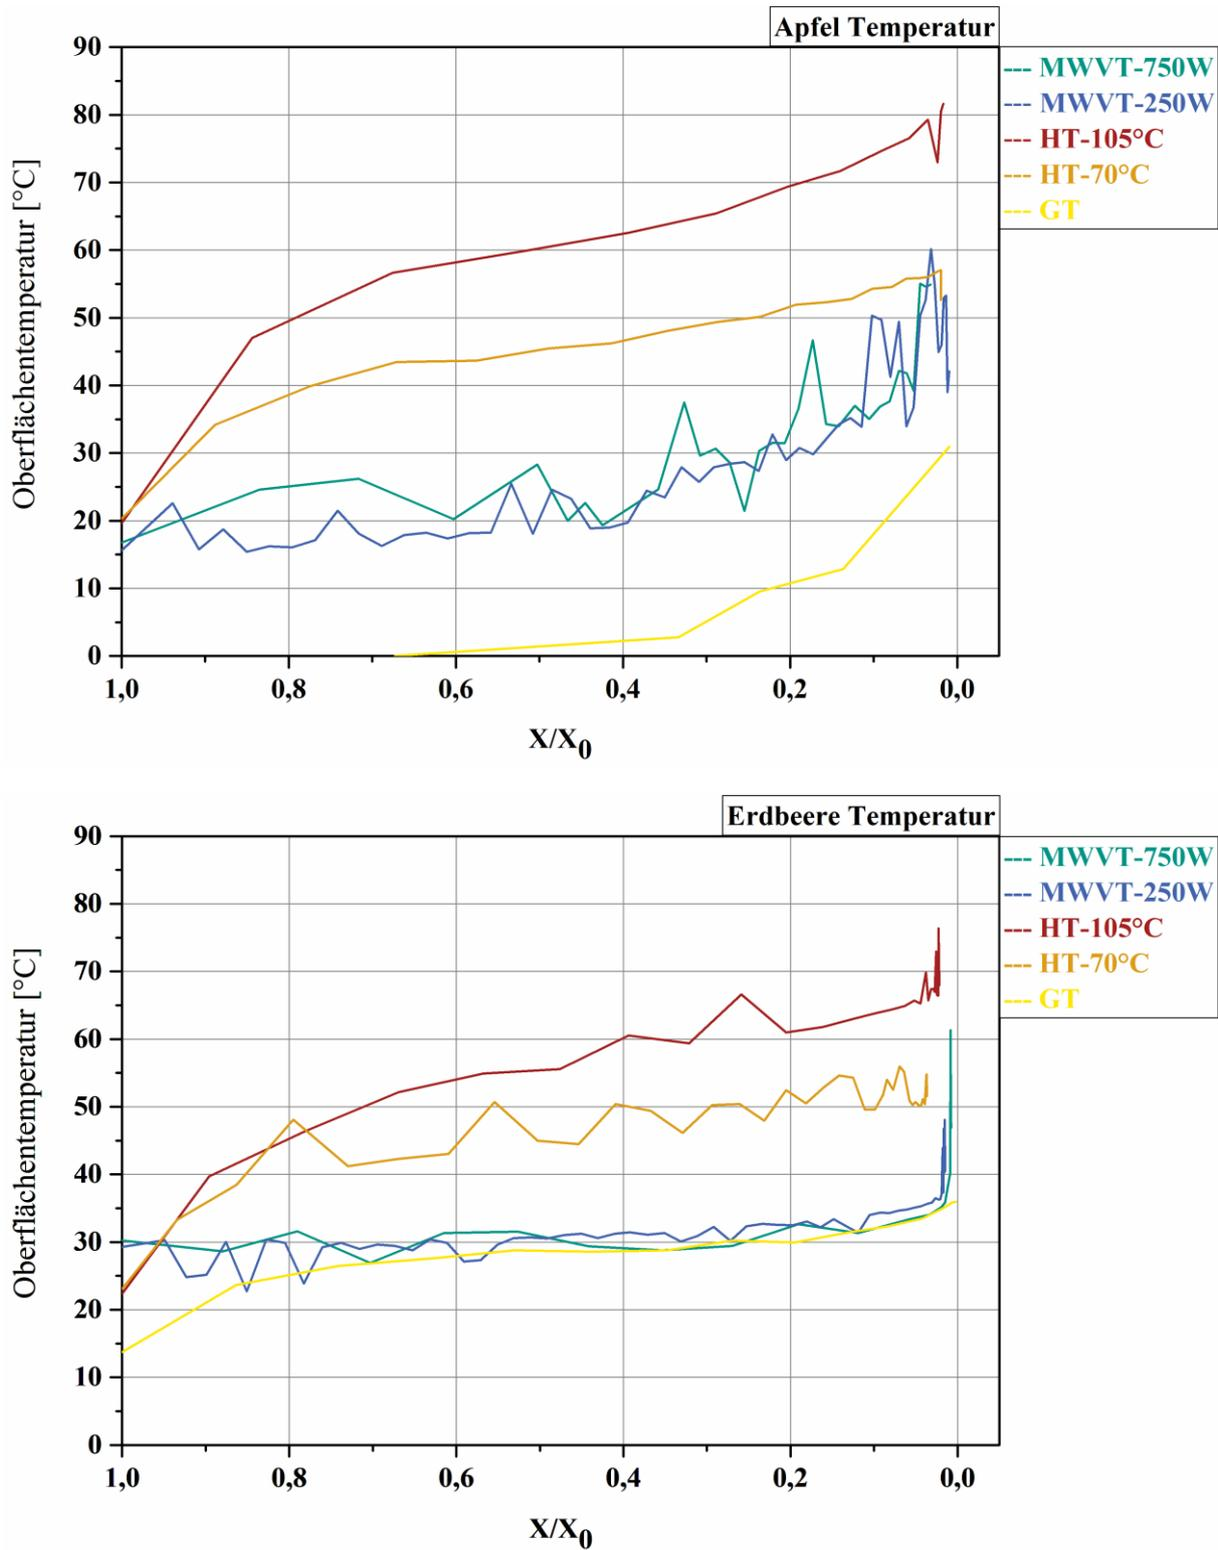 Apfel Temperatur
90
80
70
60
50
40
30
20
10
0
Oberflächentemperatur [°C]
1,0 0,8 0,6 0,4 0,2 0,0
X/X0
--- MWVT-750W
--- MWVT-250W
--- HT-105°C
--- HT-70°C
--- GT
Erdbeere Temperatur
90
80
70
60
50
40
30
20
10
0
Oberflächentemperatur [°C]
1,0 0,8 0,6 0,4 0,2 0,0
X/X0
--- MWVT-750W
--- MWVT-250W
--- HT-105°C
--- HT-70°C
--- GT